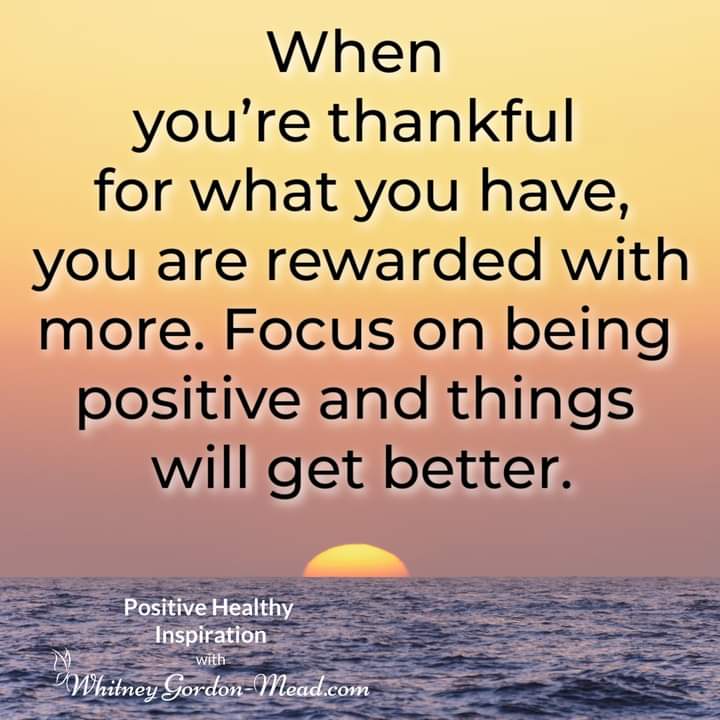 When
you’re thankful
for what you have,
you are rewarded with
more. Focus on being
positive and things
will get better.
Positive Healthy
Inspiration
with
Whitney Gordon-Mead.com